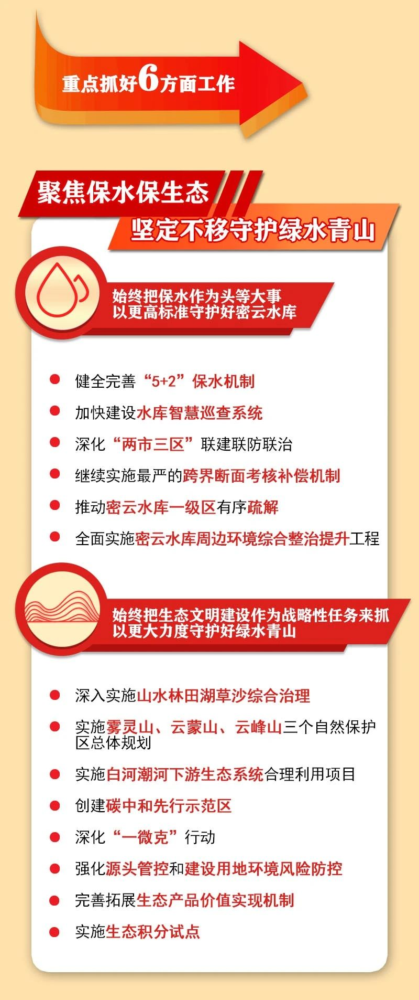 重点抓好6方面工作
聚焦保水保生态
坚定不移守护绿水青山
始终把保水作为头等大事
以更高标准守护好密云水库
健全完善“5+2”保水机制
加快建设水库智慧巡查系统
深化“两市三区”联建联防联治
继续实施最严的跨界断面考核补偿机制
推动密云水库一级区有序疏解
全面实施密云水库周边环境综合整治提升工程
始终把生态文明建设作为战略性任务来抓
以更大力度守护好绿水青山
深入实施山水林田湖草沙综合治理
实施雾灵山、云蒙山、云峰山三个自然保护
区总体规划
实施白河潮河下游生态系统合理利用项目
创建碳中和先行示范区
深化“一微克”行动
强化源头管控和建设用地环境风险防控
完善拓展生态产品价值实现机制
实施生态积分试点